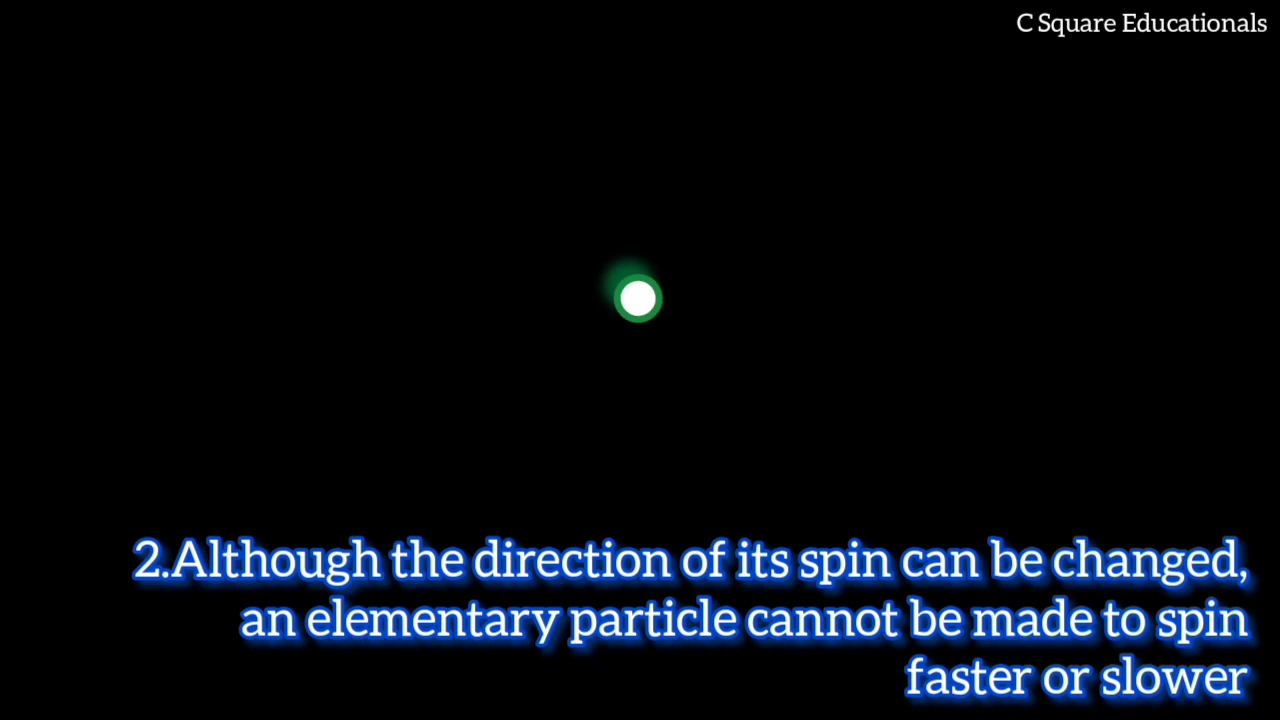 C Square Educationals
2.Although the direction of its spin can be changed,
an elementary particle cannot be made to spin
faster or slower